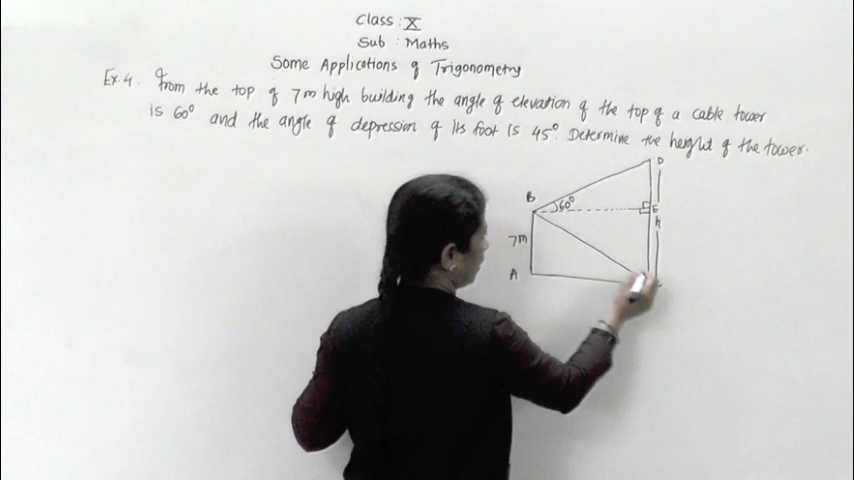 Class : X
Sub : Maths
Some Applications of Trigonometry
Ex.4. From the top of 7m high building the angle of elevation of the top of a cable tower
is 60° and the angle of depression of its foot is 45°. Determine the height of the tower.
D
B 60° E
h
7m
A